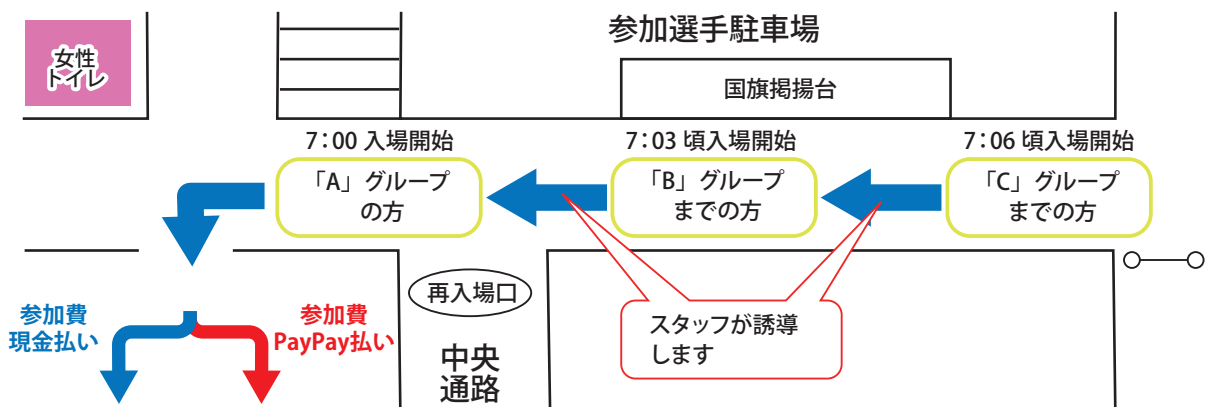 女性
トイレ
参加選手駐車場
国旗掲揚台
7：00 入場開始
7：03 頃入場開始
7：06 頃入場開始
「A」グループ
の方
「B」グループ
までの方
「C」グループ
までの方
参加費
現金払い
参加費
PayPay払い
再入場口
中央
通路
スタッフが誘導
します